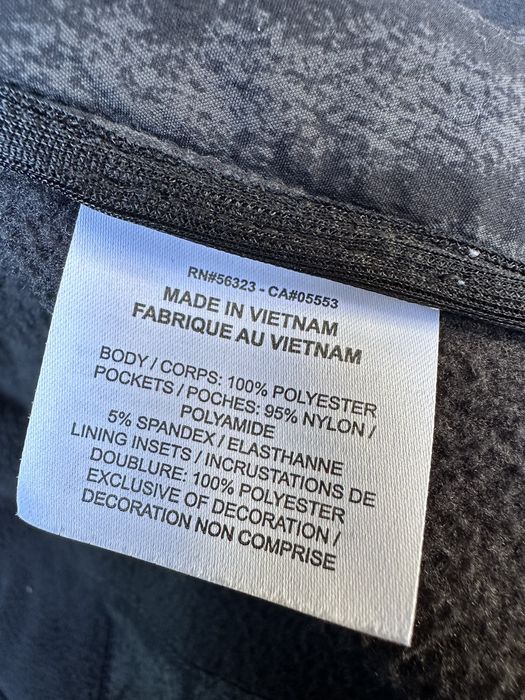 RN#56323 - CA#05553
MADE IN VIETNAM
FABRIQUE AU VIETNAM
BODY / CORPS: 100% POLYESTER
POCKETS / POCHES: 95% NYLON /
POLYAMIDE
5% SPANDEX / ELASTHANNE
LINING INSETS / INCRUSTATIONS DE
DOUBLURE: 100% POLYESTER
EXCLUSIVE OF DECORATION /
DECORATION NON COMPRISE